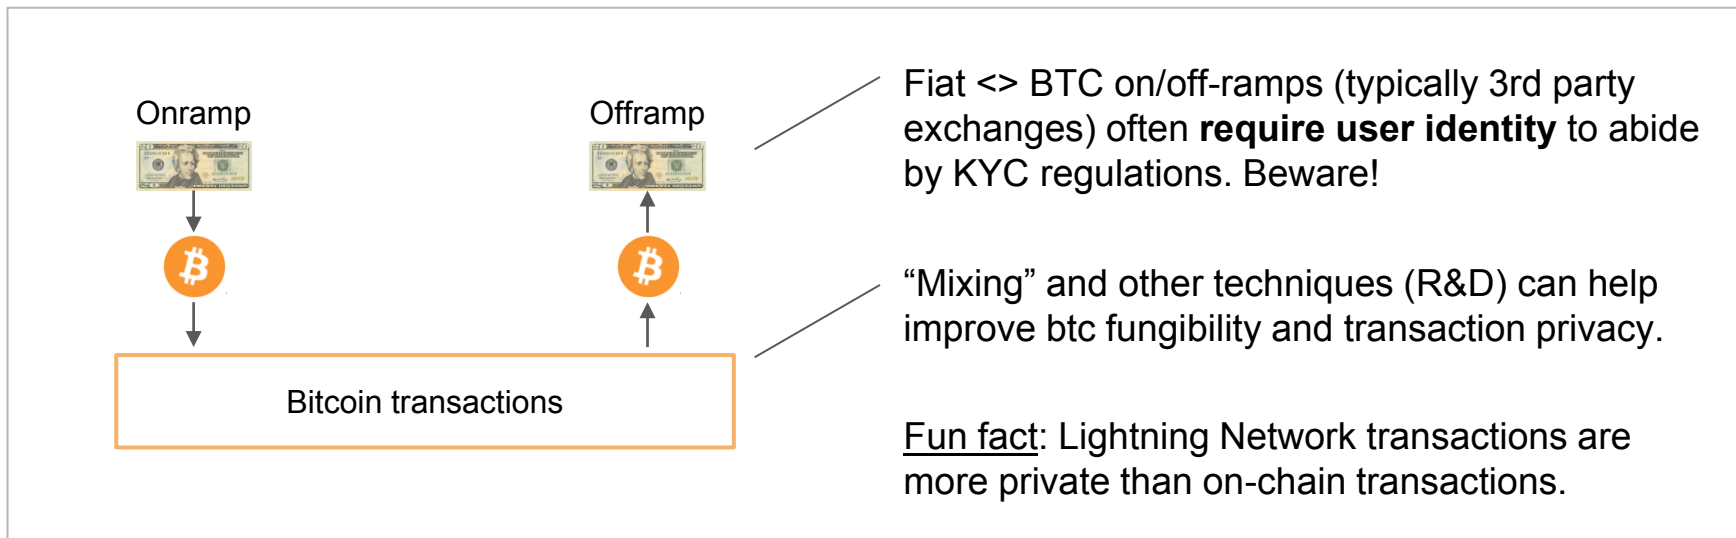 Onramp
Offramp
Bitcoin transactions
Fiat <> BTC on/off-ramps (typically 3rd party
exchanges) often require user identity to abide
by KYC regulations. Beware!
“Mixing” and other techniques (R&D) can help
improve btc fungibility and transaction privacy.
Fun fact: Lightning Network transactions are
more private than on-chain transactions.